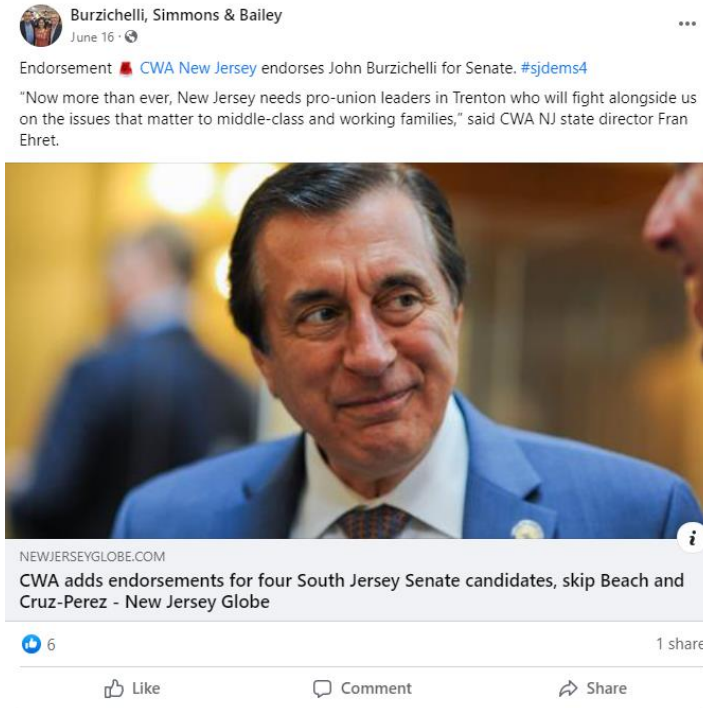 Burzichelli, Simmons & Bailey
June 16 ·
Endorsement CWA New Jersey endorses John Burzichelli for Senate. #sjdems4
"Now more than ever, New Jersey needs pro-union leaders in Trenton who will fight alongside us
on the issues that matter to middle-class and working families," said CWA NJ state director Fran
Ehret.
i
NEWJERSEYGLOBE.COM
CWA adds endorsements for four South Jersey Senate candidates, skip Beach and
Cruz-Perez - New Jersey Globe
6
1 share
Like
Comment
Share